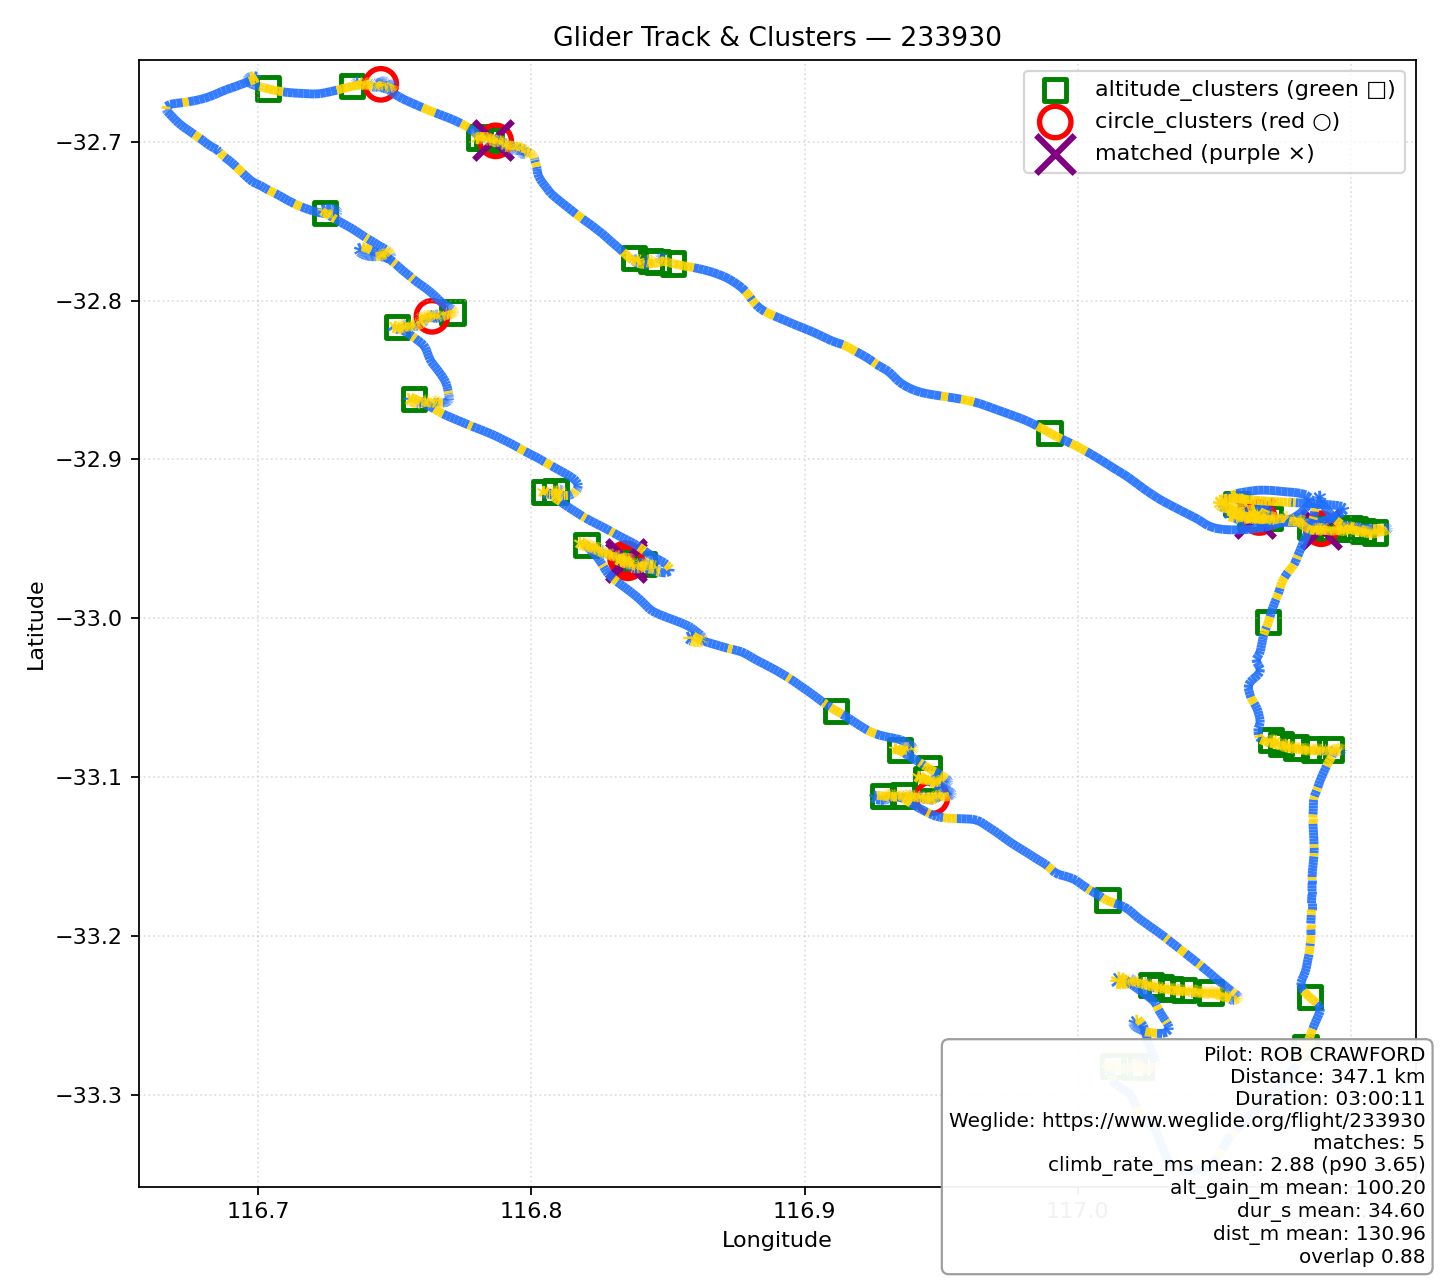 Glider Track & Clusters — 233930
altitude_clusters (green □)
circle_clusters (red ○)
matched (purple ×)
−32.7
−32.8
−32.9
−33.0
−33.1
−33.2
−33.3
Latitude
116.7
116.8
116.9
117.0
Longitude
Pilot: ROB CRAWFORD
Distance: 347.1 km
Duration: 03:00:11
Weglide: https://www.weglide.org/flight/233930
matches: 5
climb_rate_ms mean: 2.88 (p90 3.65)
alt_gain_m mean: 100.20
dur_s mean: 34.60
dist_m mean: 130.96
overlap 0.88